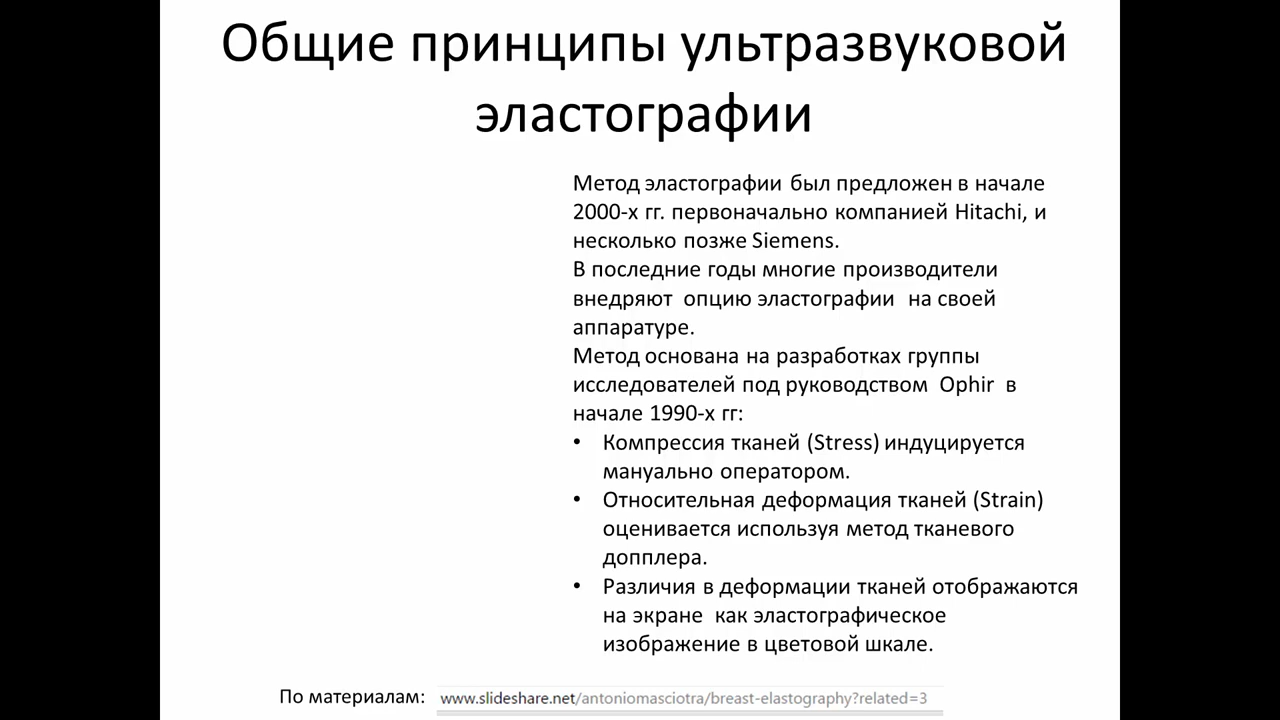 Общие принципы ультразвуковой
эластографии
Метод эластографии был предложен в начале
2000-х гг. первоначально компанией Hitachi, и
несколько позже Siemens.
В последние годы многие производители
внедряют опцию эластографии на своей
аппаратуре.
Метод основана на разработках группы
исследователей под руководством Ophir в
начале 1990-х гг:
• Компрессия тканей (Stress) индуцируется
мануально оператором.
• Относительная деформация тканей (Strain)
оценивается используя метод тканевого
допплера.
• Различия в деформации тканей отображаются
на экране как эластографическое
изображение в цветовой шкале.
По материалам: www.slideshare.net/antoniomasciotra/breast-elastography?related=3